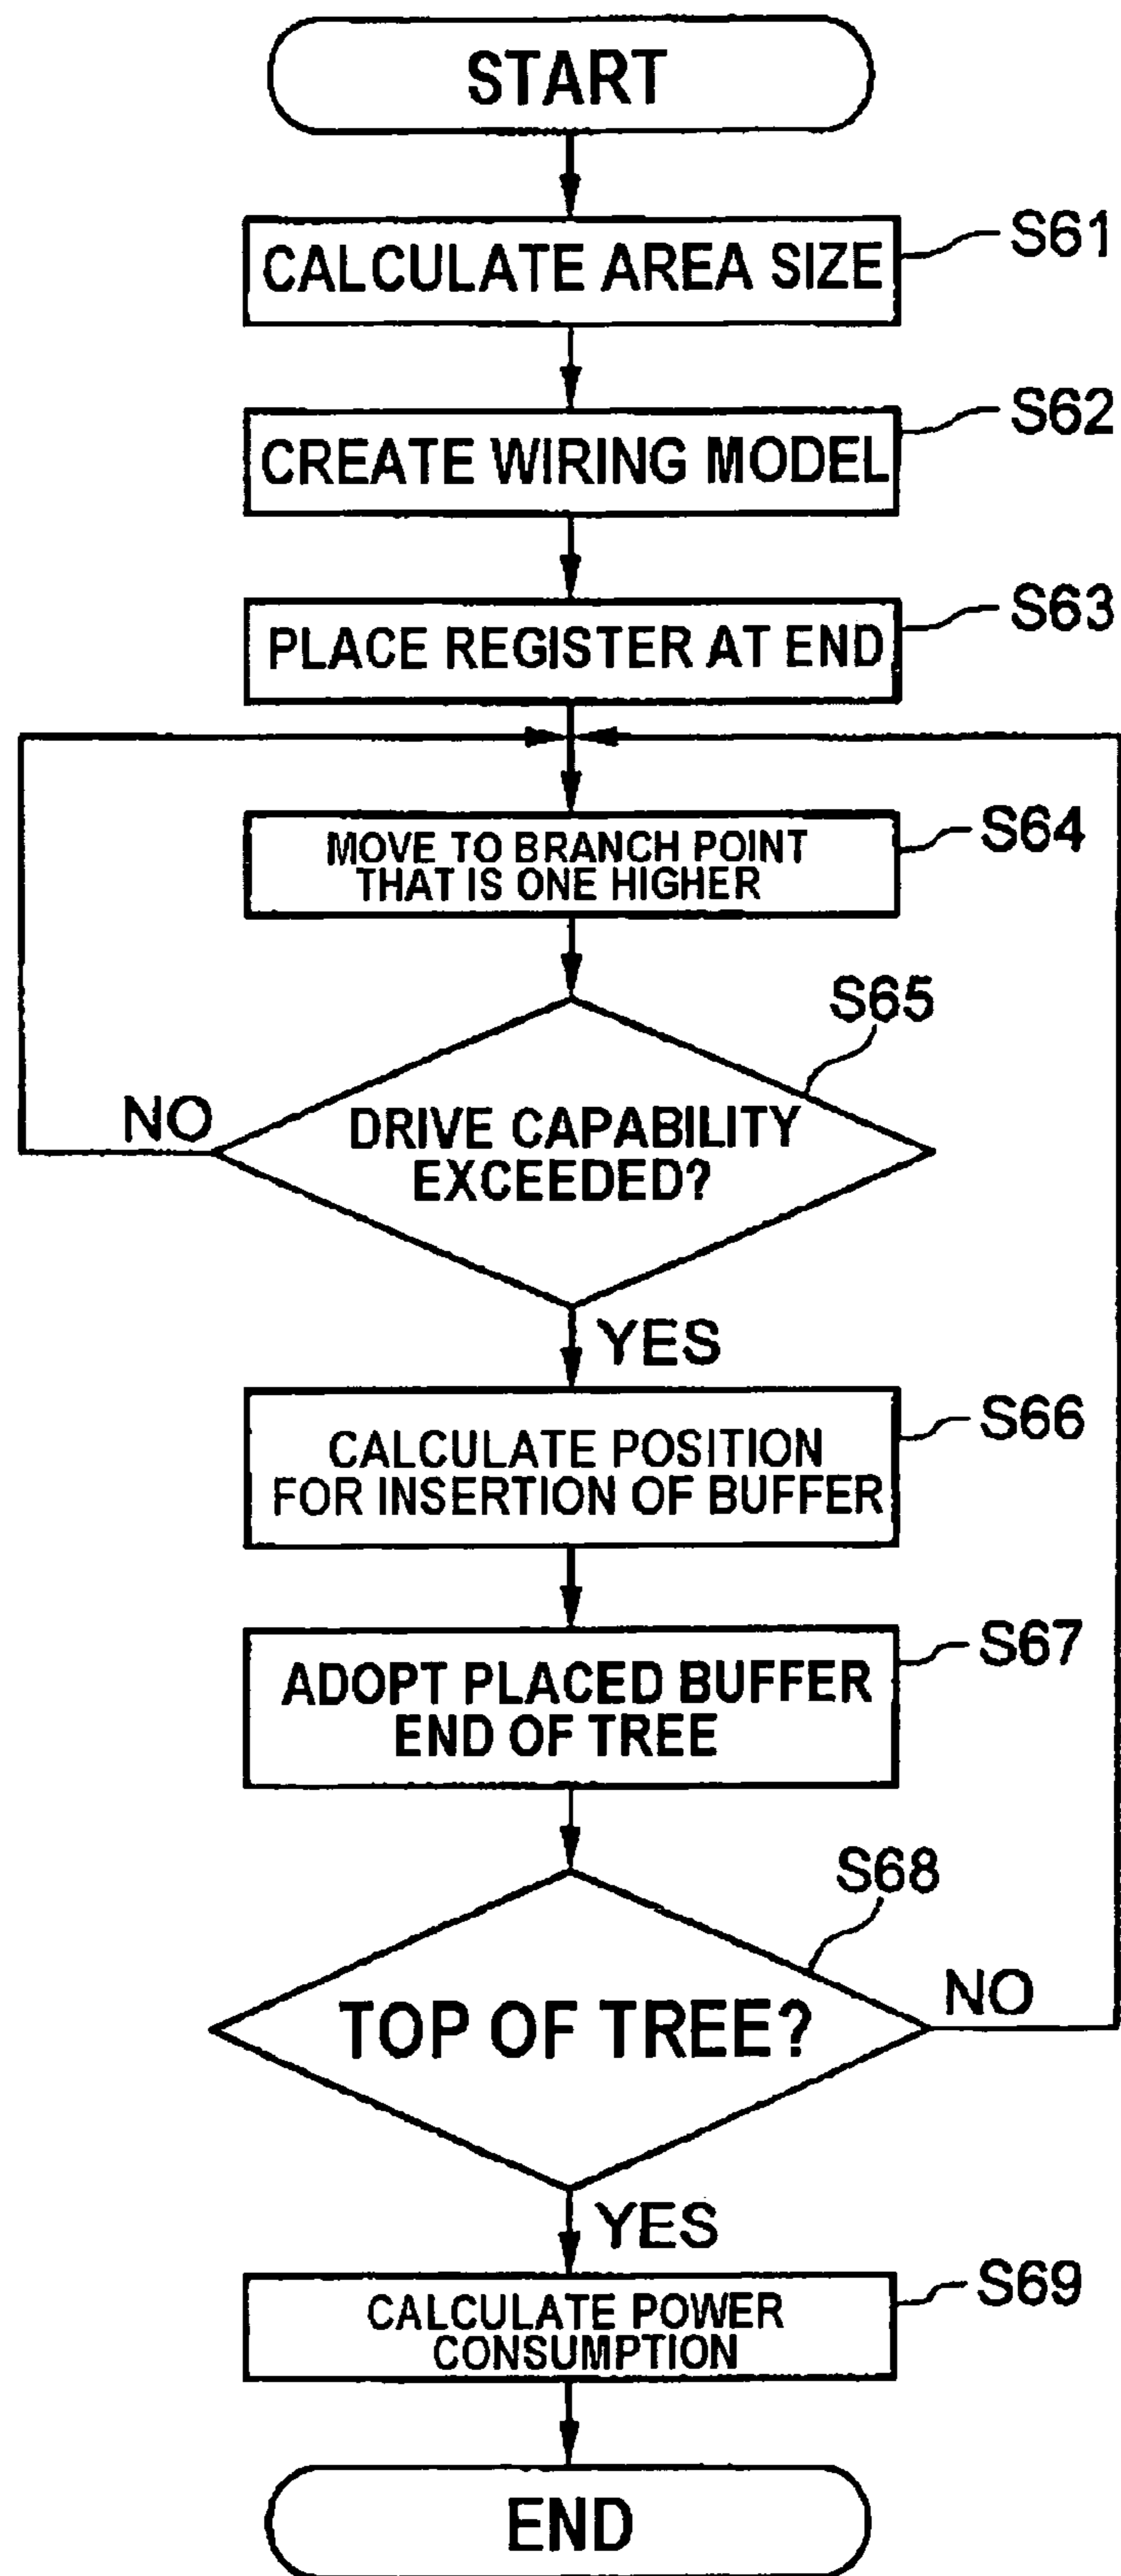 START
CALCULATE AREA SIZE
S61
CREATE WIRING MODEL
S62
PLACE REGISTER AT END
S63
MOVE TO BRANCH POINT
THAT IS ONE HIGHER
S64
DRIVE CAPABILITY
EXCEEDED?
S65
NO
YES
CALCULATE POSITION
FOR INSERTION OF BUFFER
S66
ADOPT PLACED BUFFER
END OF TREE
S67
TOP OF TREE?
S68
NO
YES
CALCULATE POWER
CONSUMPTION
S69
END